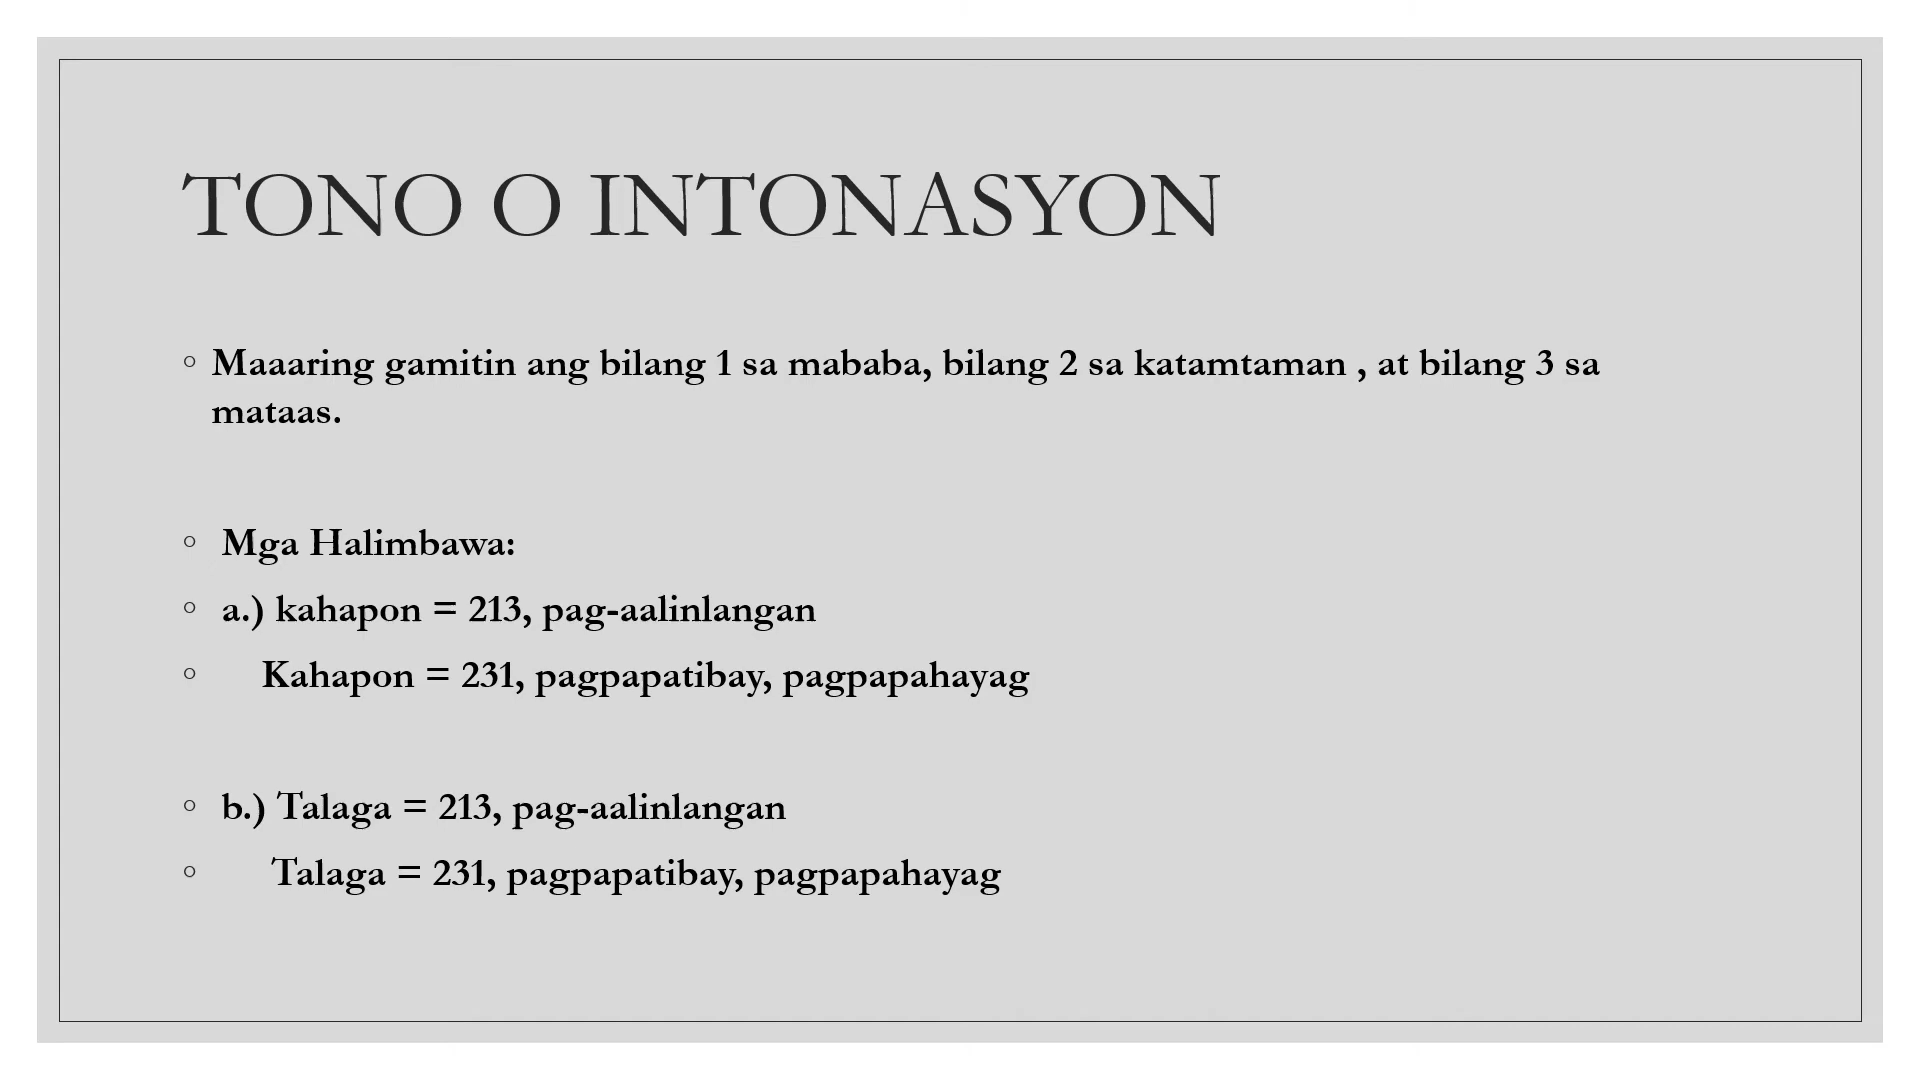 TONO O INTONASYON
◦ Maaaring gamitin ang bilang 1 sa mababa, bilang 2 sa katamtaman , at bilang 3 sa
mataas.
◦ Mga Halimbawa:
◦ a.) kahapon = 213, pag-aalinlangan
◦ Kahapon = 231, pagpapatibay, pagpapahayag
◦ b.) Talaga = 213, pag-aalinlangan
◦ Talaga = 231, pagpapatibay, pagpapahayag